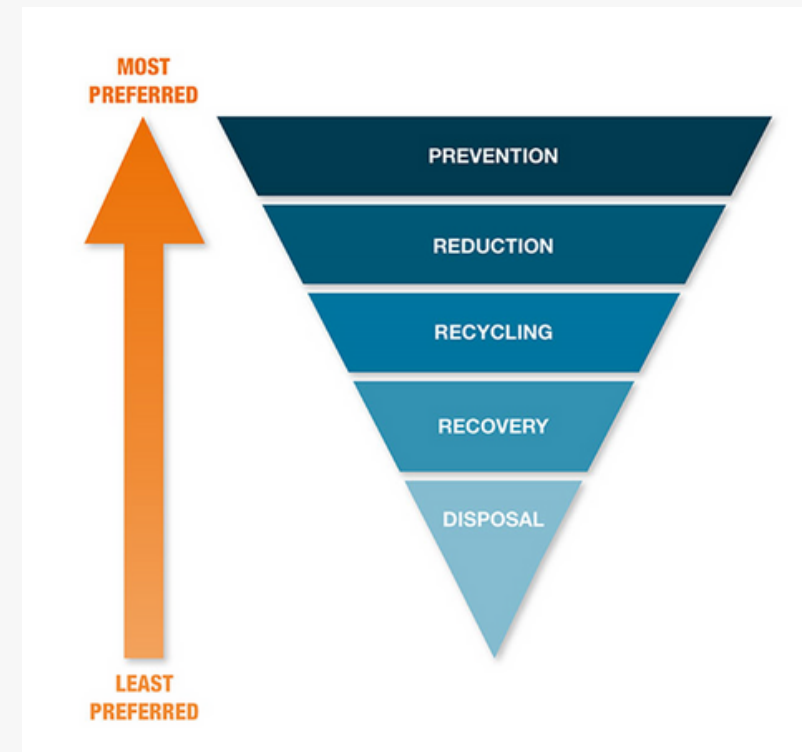 MOST
PREFERRED
PREVENTION
REDUCTION
RECYCLING
RECOVERY
DISPOSAL
LEAST
PREFERRED